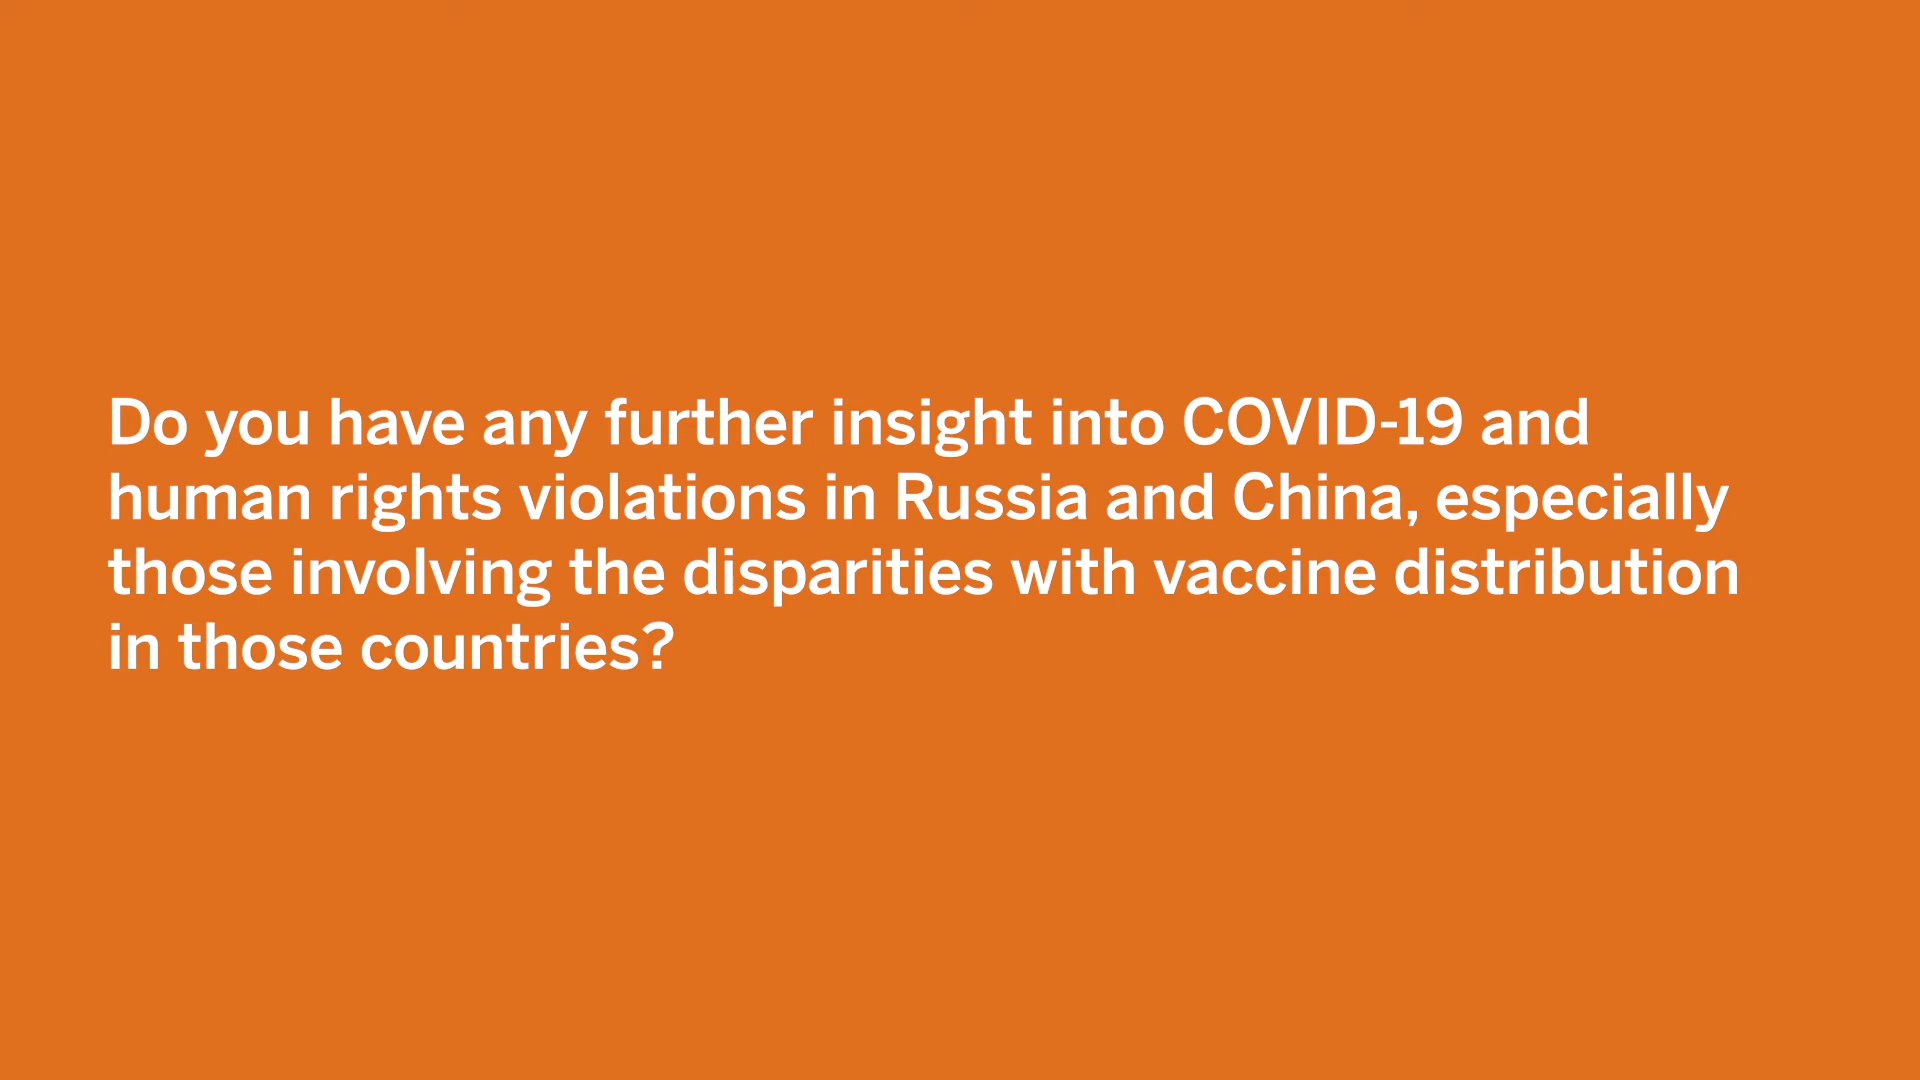 Do you have any further insight into COVID-19 and
human rights violations in Russia and China, especially
those involving the disparities with vaccine distribution
in those countries?